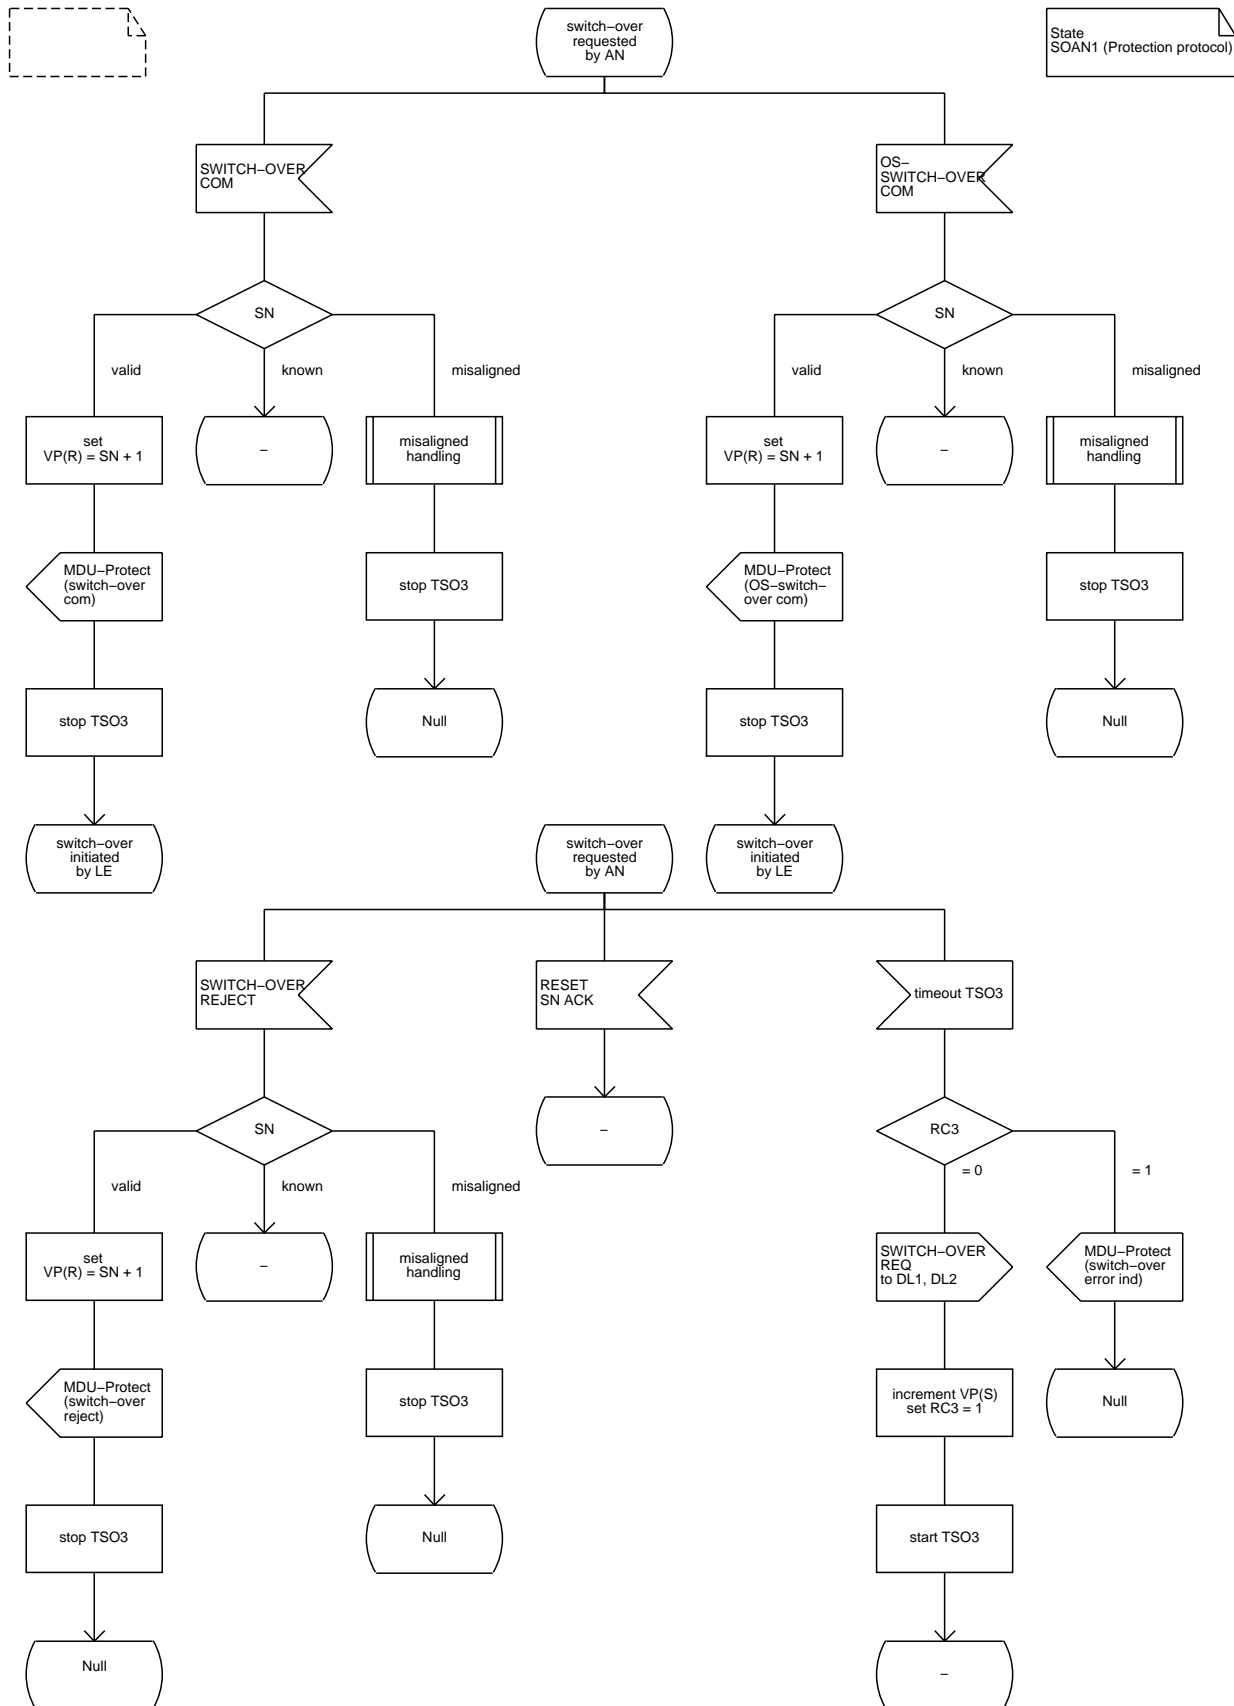 switch−over
requested
by AN
State
SOAN1 (Protection protocol)
SWITCH−OVER
COM
OS−
SWITCH−OVER
COM
SN
SN
valid
known
misaligned
valid
known
misaligned
set
VP(R) = SN + 1
−
misaligned
handling
set
VP(R) = SN + 1
−
misaligned
handling
MDU−Protect
(switch−over
com)
stop TSO3
MDU−Protect
(OS−switch−
over com)
stop TSO3
stop TSO3
Null
stop TSO3
Null
switch−over
initiated
by LE
switch−over
requested
by AN
switch−over
initiated
by LE
SWITCH−OVER
REJECT
RESET
SN ACK
timeout TSO3
SN
−
RC3
valid
known
misaligned
= 0
= 1
set
VP(R) = SN + 1
−
misaligned
handling
SWITCH−OVER
REQ
to DL1, DL2
MDU−Protect
(switch−over
error ind)
MDU−Protect
(switch−over
reject)
stop TSO3
increment VP(S)
set RC3 = 1
Null
stop TSO3
Null
start TSO3
Null
−